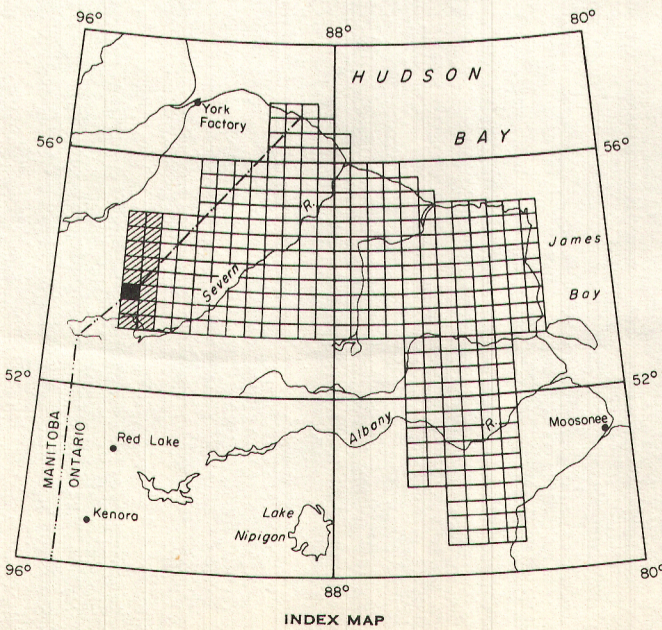 96°
88°
80°
HUDSON
BAY
York
Factory
56°
56°
R.
Severn
James
Bay
52°
52°
MANITOBA
ONTARIO
Albany
R.
Moosonee
Red Lake
Kenora
Lake
Nipigon
96°
88°
80°
INDEX MAP